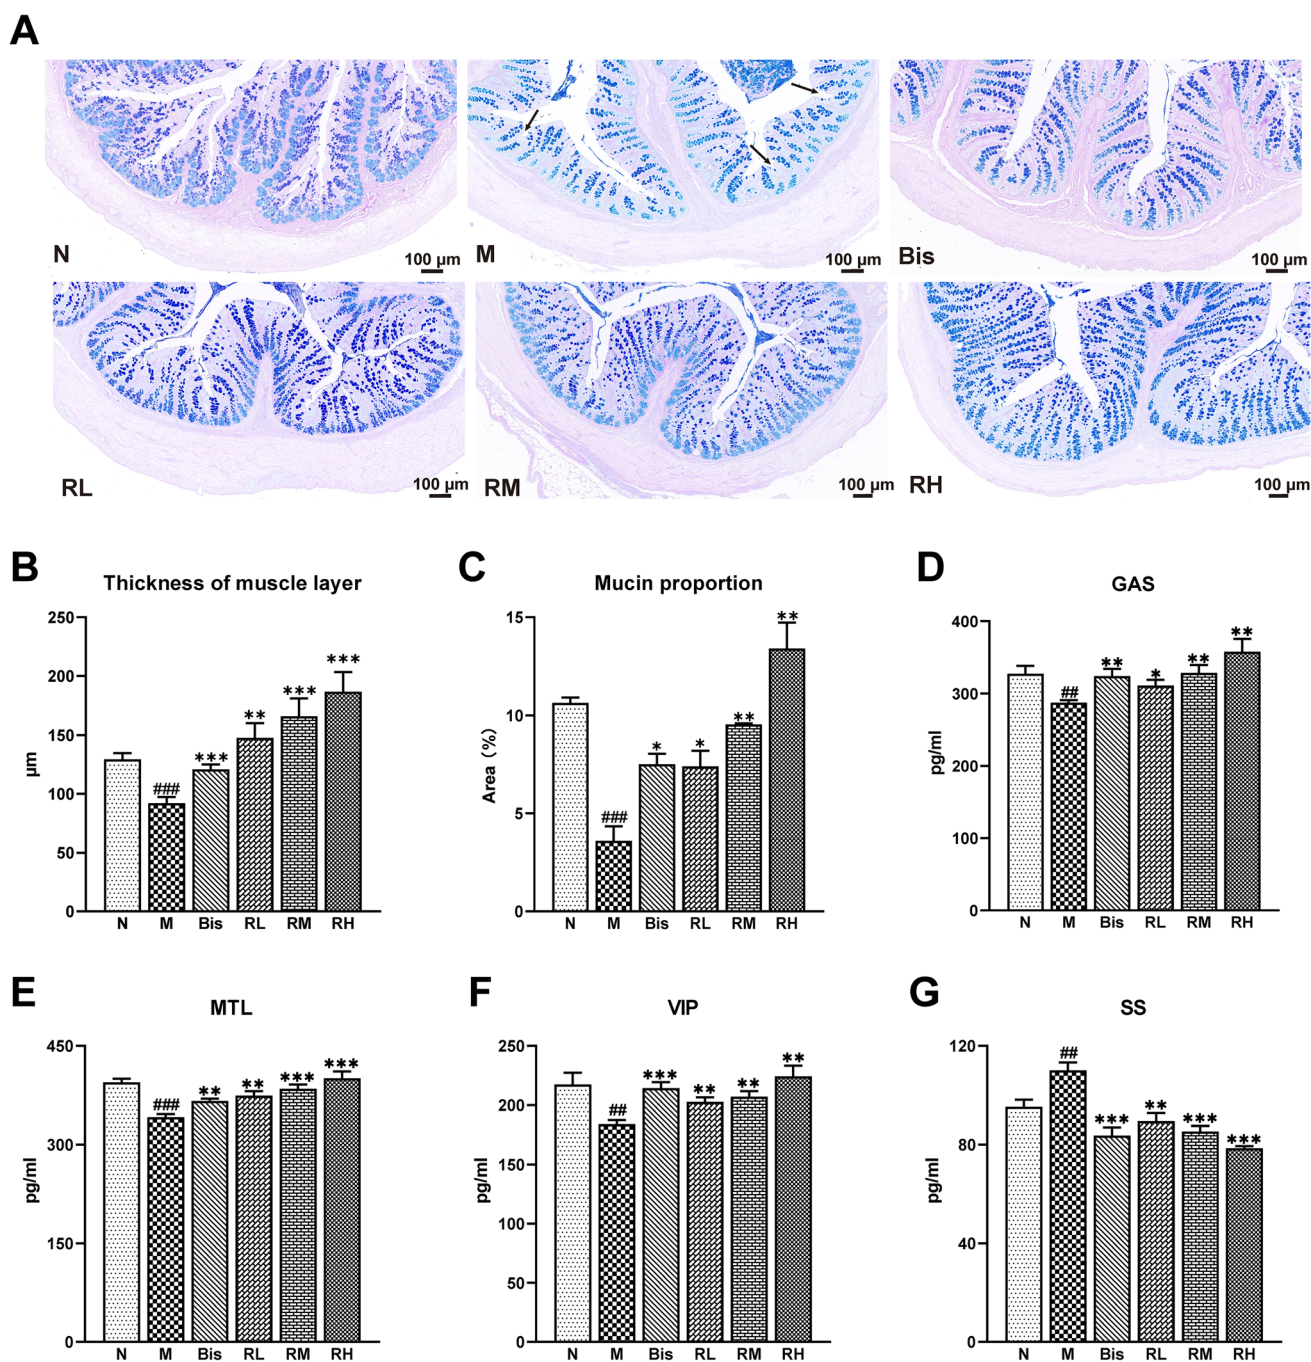 A
N
100 µm
M
100 µm
Bis
100 µm
RL
100 µm
RM
100 µm
RH
100 µm
B
Thickness of muscle layer
250
200
150
100
50
0
µm
###
***
**
***
***
N M Bis RL RM RH
C
Mucin proportion
15
10
5
0
Area (%)
###
*
*
**
**
N M Bis RL RM RH
D
GAS
400
300
200
100
0
pg/ml
##
**
*
**
**
N M Bis RL RM RH
E
MTL
450
300
150
0
pg/ml
###
**
**
***
***
N M Bis RL RM RH
F
VIP
250
200
150
100
50
0
pg/ml
##
***
**
**
**
N M Bis RL RM RH
G
SS
120
80
40
0
pg/ml
##
***
**
***
***
N M Bis RL RM RH